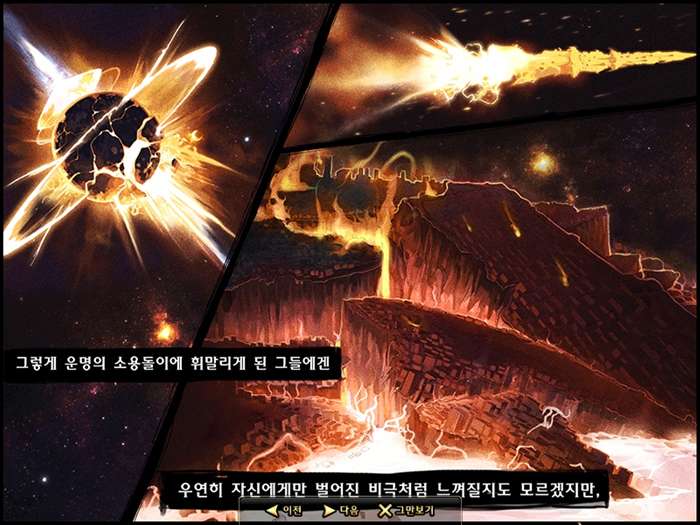 그렇게 운명의 소용돌이에 휘말리게 된 그들에겐
우연히 자신에게만 벌어진 비극처럼 느껴질지도 모르겠지만,
이전 다음 그만보기